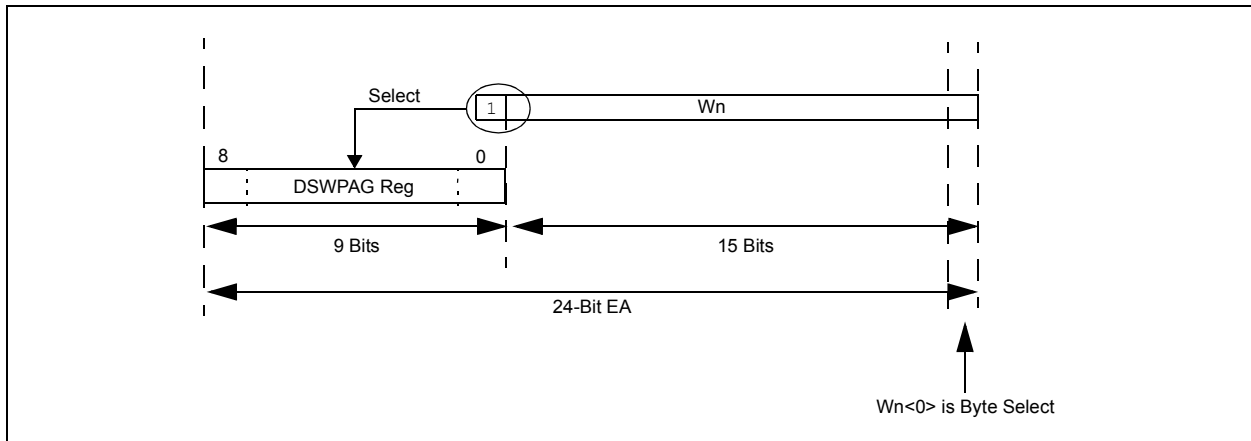 Select
1
Wn
8
0
DSWPAG Reg
9 Bits
15 Bits
24-Bit EA
Wn<0> is Byte Select